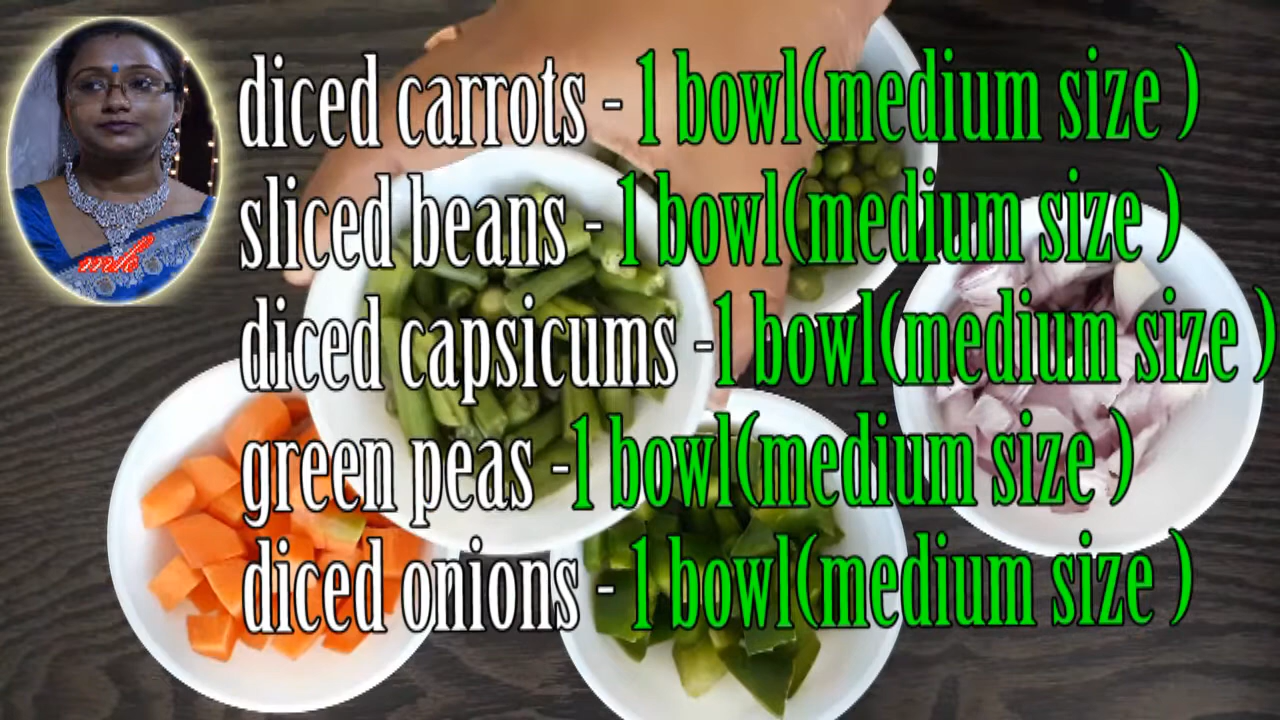 diced carrots - 1 bowl(medium size )
sliced beans - 1 bowl(medium size )
diced capsicums -1 bowl(medium size )
green peas -1 bowl(medium size )
diced onions - 1 bowl(medium size )